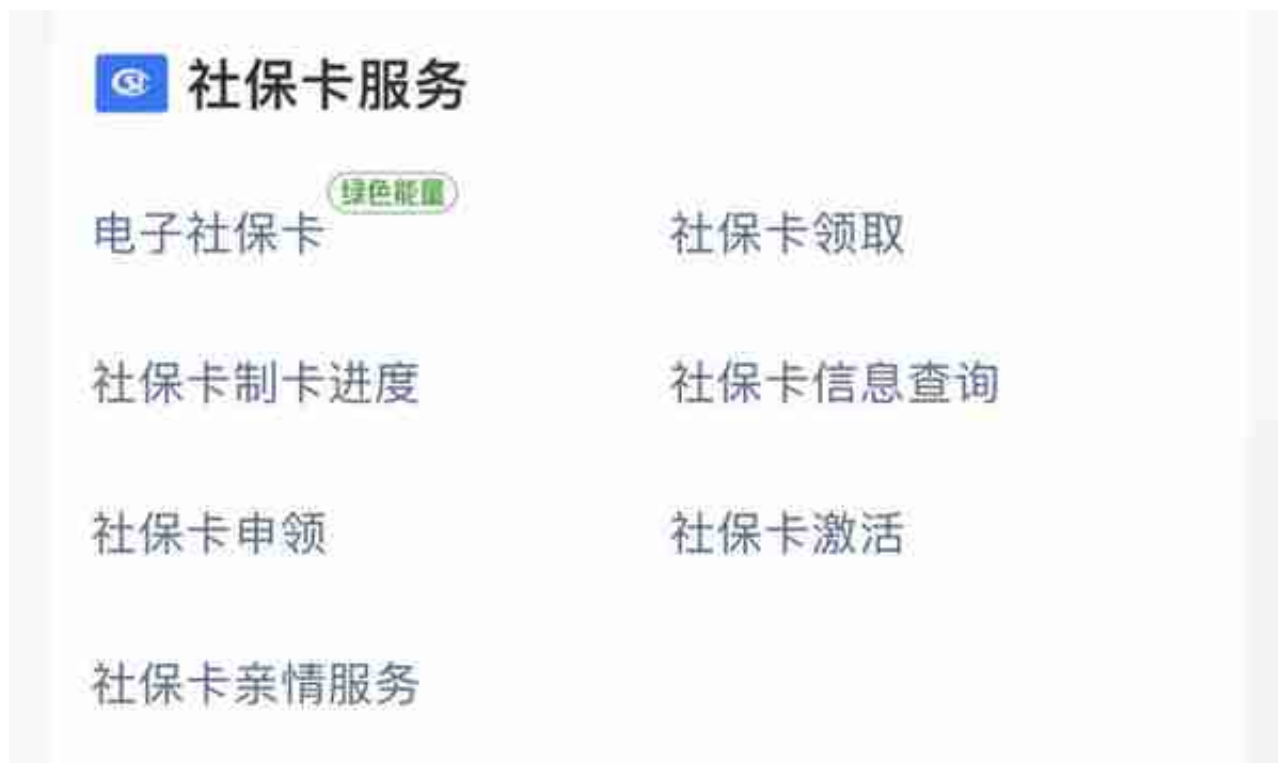 社保卡服务
绿色能量
电子社保卡 社保卡领取
社保卡制卡进度 社保卡信息查询
社保卡申领 社保卡激活
社保卡亲情服务